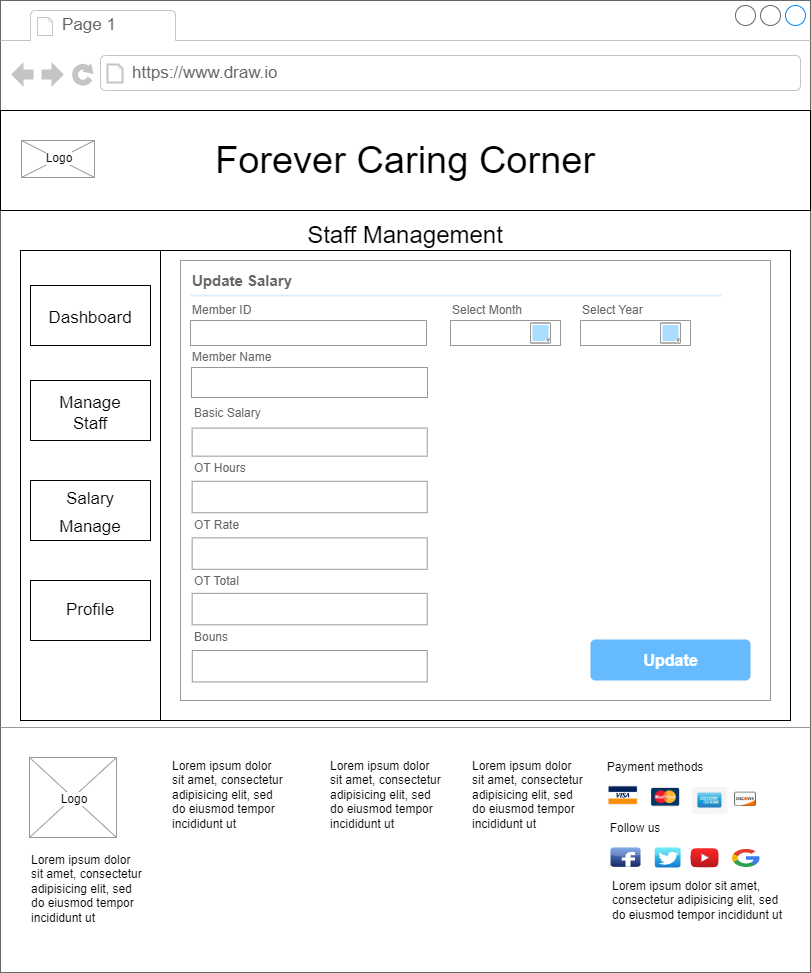 Page 1
https://www.draw.io
Logo
Forever Caring Corner
Staff Management
Dashboard
Manage
Staff
Salary
Manage
Profile
Update Salary
Member ID
Select Month
Select Year
Member Name
Basic Salary
OT Hours
OT Rate
OT Total
Bouns
Update
Logo
Lorem ipsum dolor
sit amet, consectetur
adipisicing elit, sed
do eiusmod tempor
incididunt ut
Lorem ipsum dolor
sit amet, consectetur
adipisicing elit, sed
do eiusmod tempor
incididunt ut
Lorem ipsum dolor
sit amet, consectetur
adipisicing elit, sed
do eiusmod tempor
incididunt ut
Lorem ipsum dolor
sit amet, consectetur
adipisicing elit, sed
do eiusmod tempor
incididunt ut
Payment methods
VISA
MasterCard
DISCOVER
Follow us
Lorem ipsum dolor sit amet,
consectetur adipisicing elit, sed
do eiusmod tempor incididunt ut